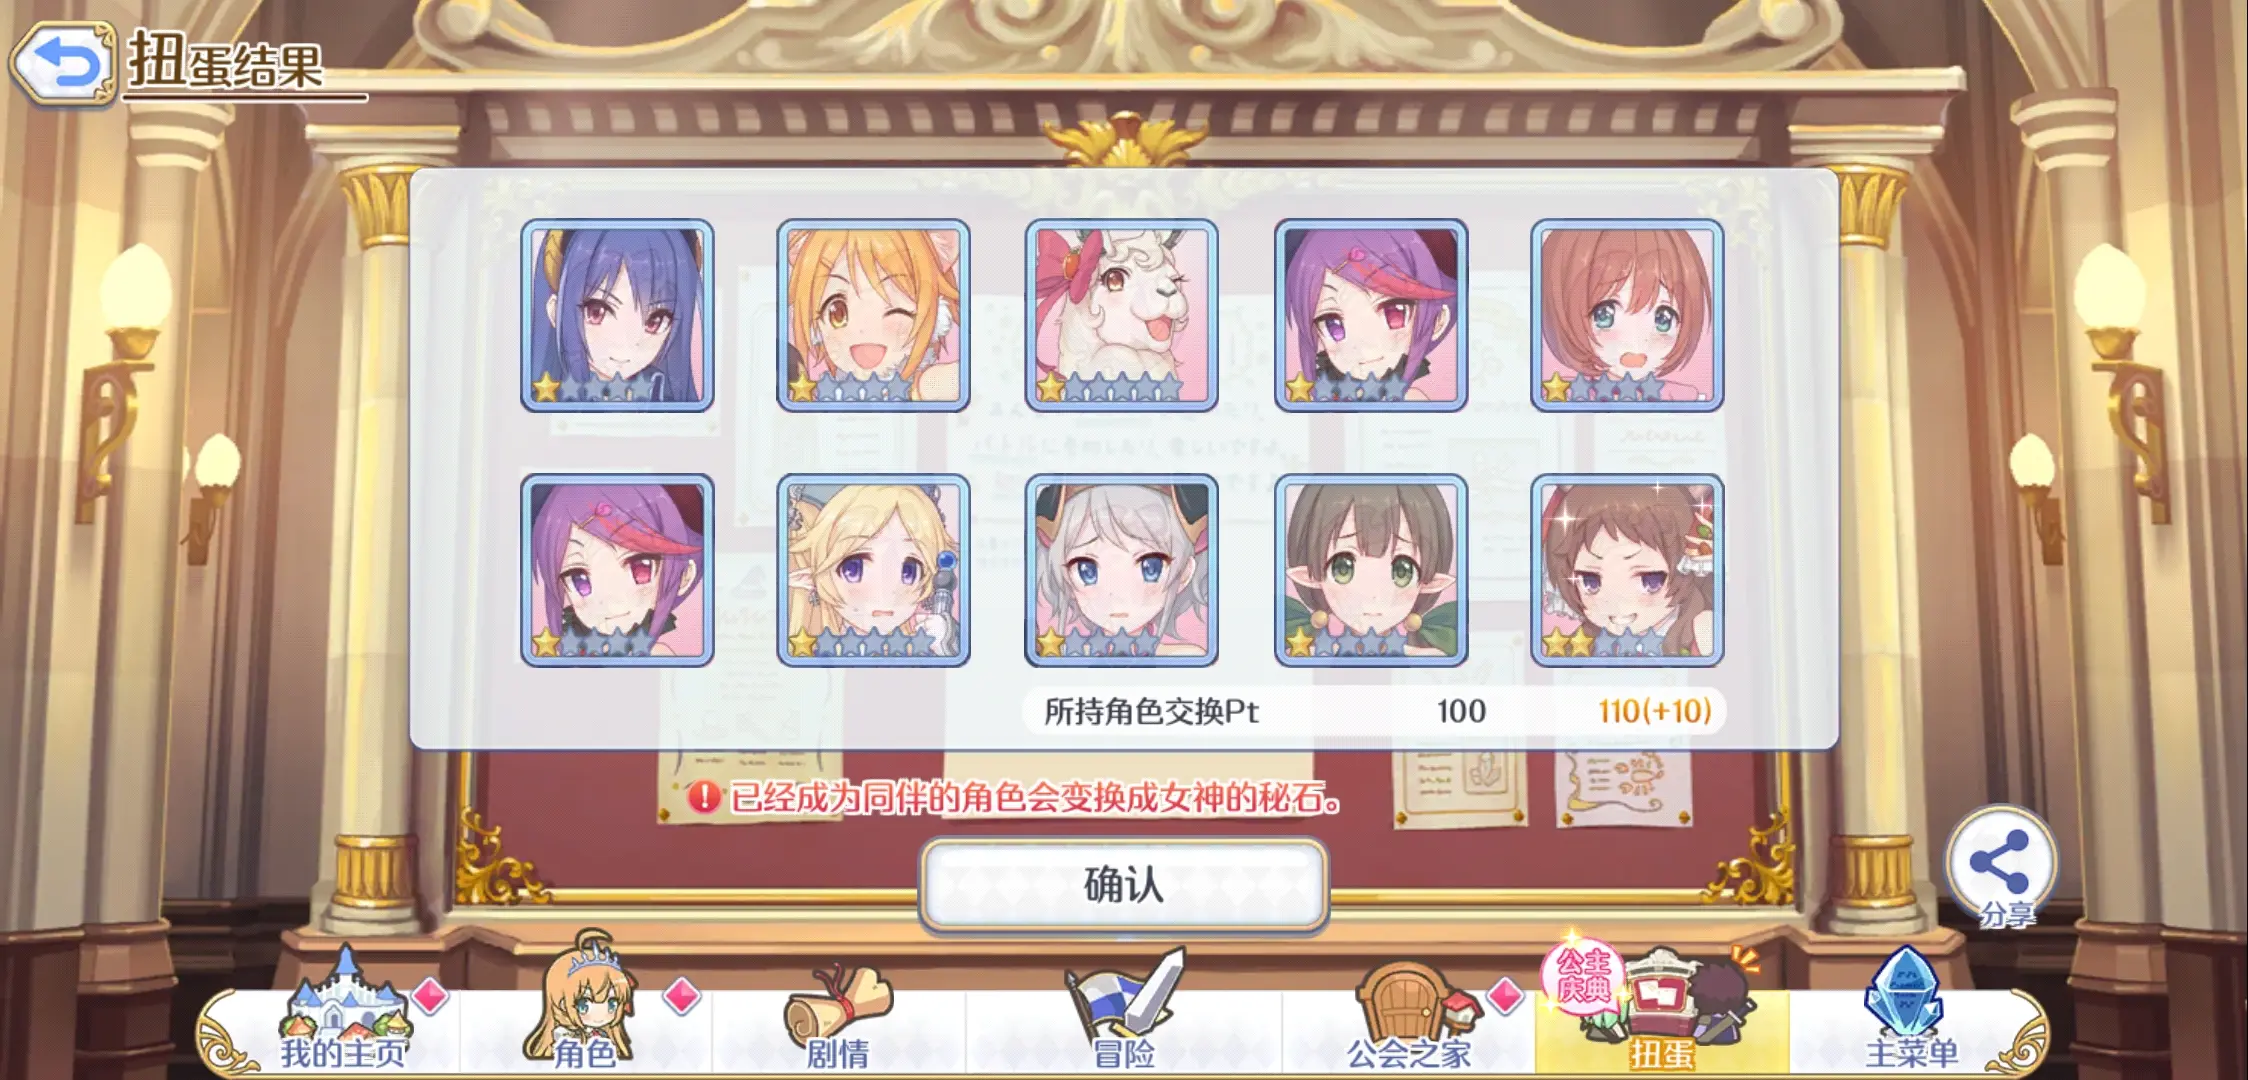 扭蛋结果
所持角色交换Pt 100 110(+10)
已经成为同伴的角色会变换成女神的秘石。
确认
分享
公主
庆典
我的主页
角色
剧情
冒险
公会之家
扭蛋
主菜单